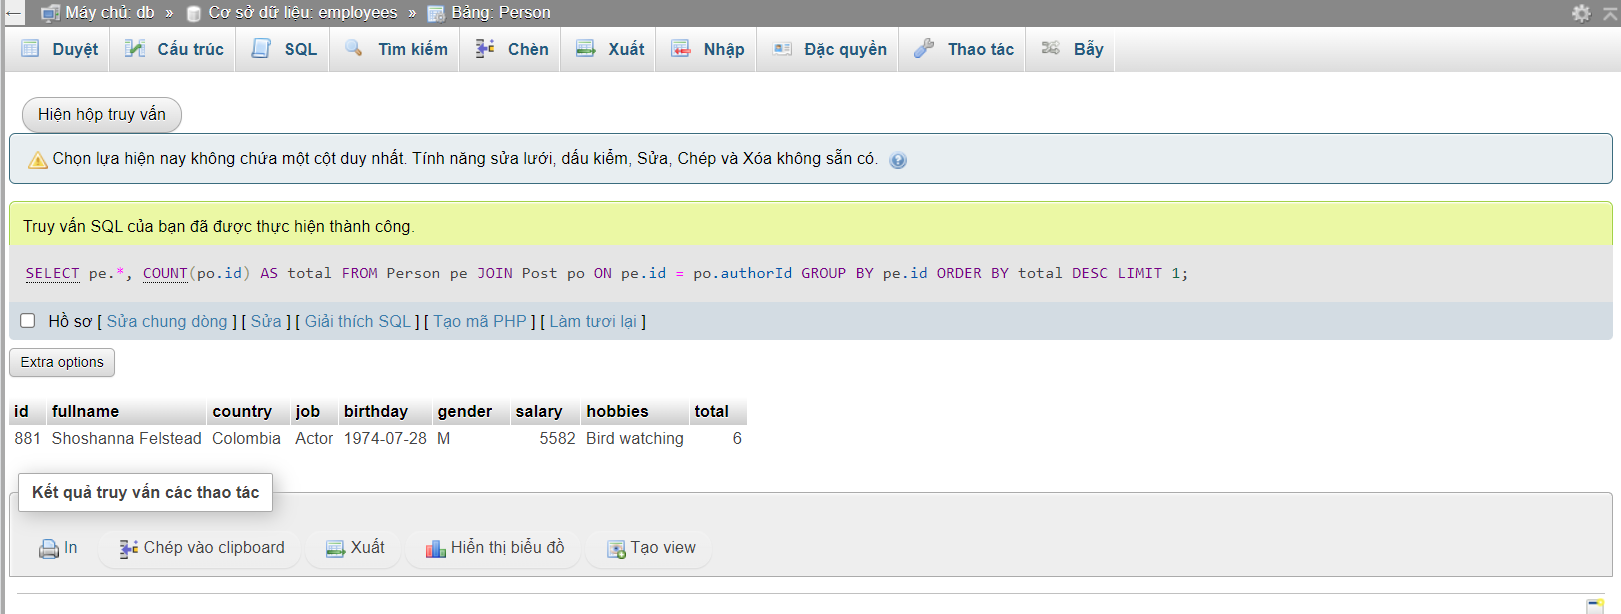 Máy chủ: db » Cơ sở dữ liệu: employees » Bảng: Person
Duyệt Cấu trúc SQL Tìm kiếm Chèn Xuất Nhập Đặc quyền Thao tác Bẫy
Hiện hộp truy vấn
Chọn lựa hiện nay không chứa một cột duy nhất. Tính năng sửa lưới, dấu kiểm, Sửa, Chép và Xóa không sẵn có.
Truy vấn SQL của bạn đã được thực hiện thành công.
SELECT pe.*, COUNT(po.id) AS total FROM Person pe JOIN Post po ON pe.id = po.authorId GROUP BY pe.id ORDER BY total DESC LIMIT 1;
Hồ sơ [ Sửa chung dòng ] [ Sửa ] [ Giải thích SQL ] [ Tạo mã PHP ] [ Làm tươi lại ]
Extra options
id fullname country job birthday gender salary hobbies total
881 Shoshanna Felstead Colombia Actor 1974-07-28 M 5582 Bird watching 6
Kết quả truy vấn các thao tác
In Chép vào clipboard Xuất Hiển thị biểu đồ Tạo view